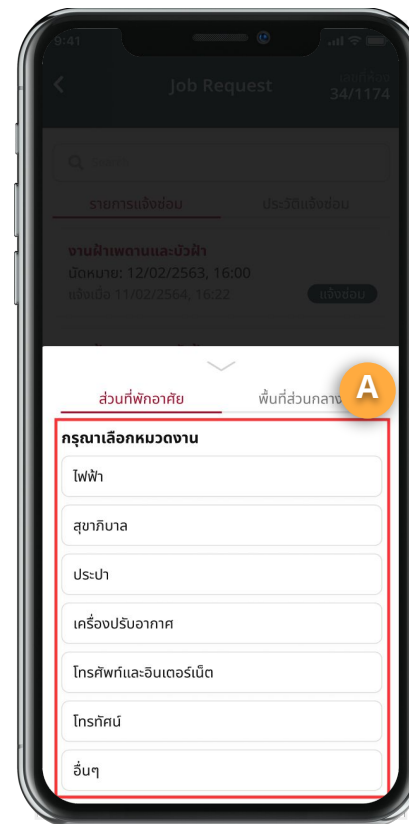 9:41
Job Request
เลขที่ห้อง
34/1174
Search
รายการแจ้งซ่อม
ประวัติแจ้งซ่อม
งานฝ้าเพดานและบัวฝ้า
นัดหมาย: 12/02/2563, 16:00
แจ้งเมื่อ 11/02/2564, 16:22
แจ้งซ่อม
A
ส่วนที่พักอาศัย
พื้นที่ส่วนกลาง
กรุณาเลือกหมวดงาน
ไฟฟ้า
สุขาภิบาล
ประปา
เครื่องปรับอากาศ
โทรศัพท์และอินเตอร์เน็ต
โทรทัศน์
อื่นๆ